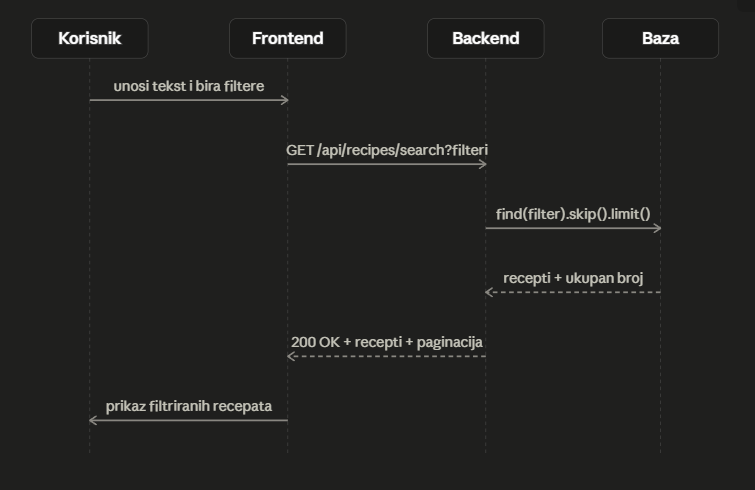 Korisnik
Frontend
Backend
Baza
unosi tekst i bira filtere
GET /api/recipes/search?filteri
find(filter).skip().limit()
recepti + ukupan broj
200 OK + recepti + paginacija
prikaz filtriranih recepata